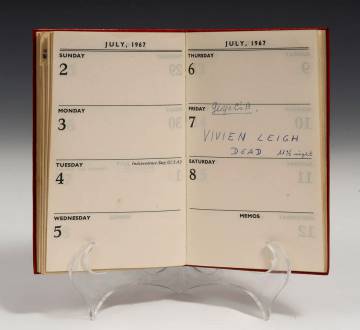 JULY, 1967
SUNDAY
2
MONDAY
3
TUESDAY
Independence Day (U.S.A.)
4
WEDNESDAY
5
JULY, 1967
THURSDAY
6
FRIDAY
7
VIVIEN LEIGH
DEAD
SATURDAY
8
MEMOS